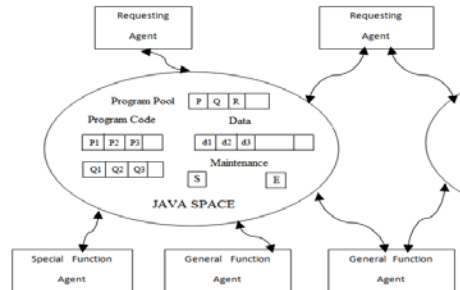 Requesting
Agent
Requesting
Agent
Program Pool
P Q R
Program Code
Data
P1 P2 P3
d1 d2 d3
Q1 Q2 Q3
Maintenance
S E
JAVA SPACE
Special Function
Agent
General Function
Agent
General Function
Agent